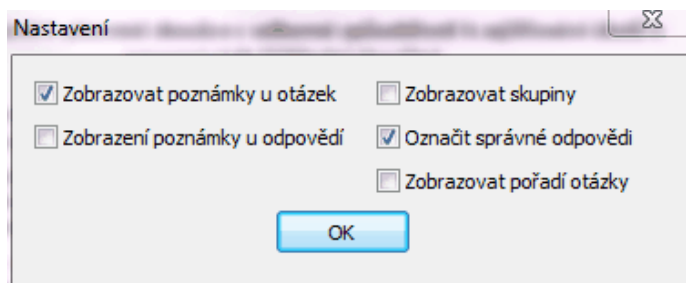 Nastavení
Zobrazovat poznámky u otázek
Zobrazovat skupiny
Zobrazení poznámky u odpovědí
Označit správné odpovědi
Zobrazovat pořadí otázky
OK